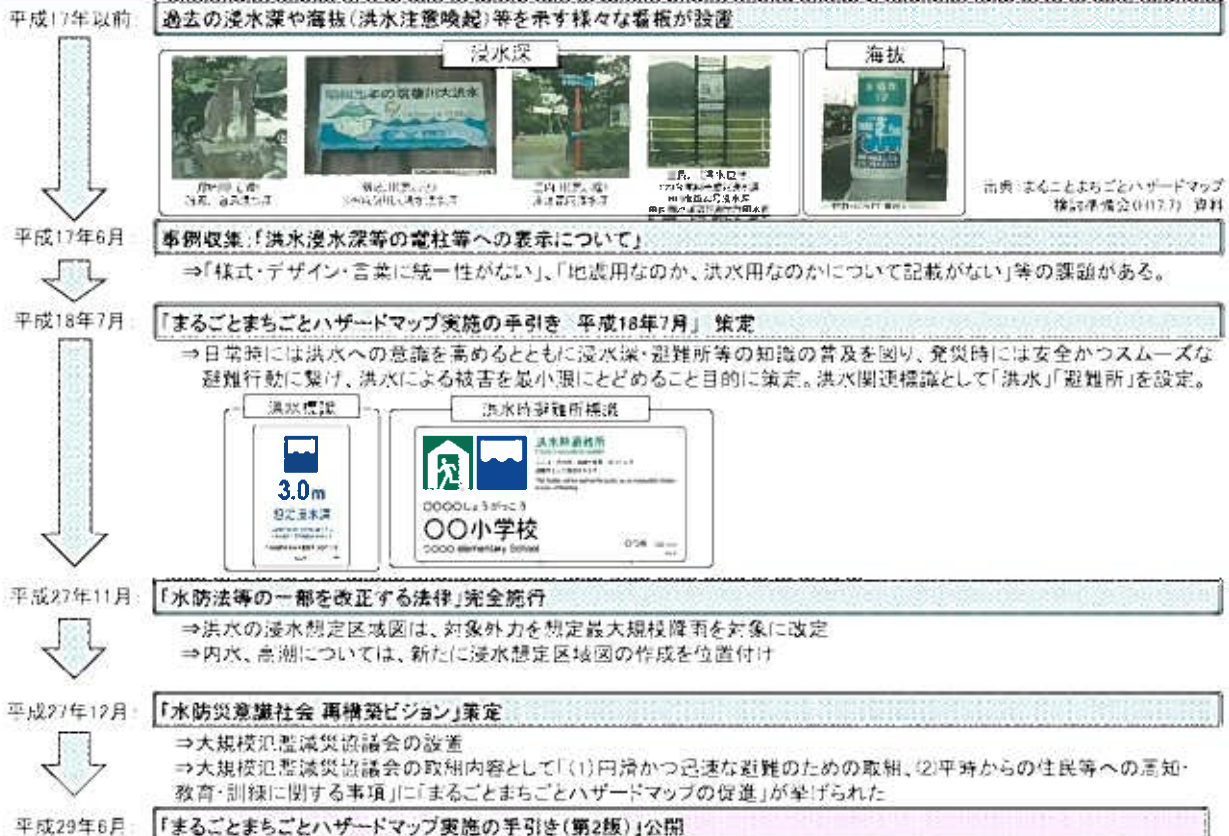 平成17年以前:
過去の浸水深や海抜(洪水注意喚起)等を示す様々な看板が設置
浸水深
海抜
出典:まるごとまちごとハザードマップ
検討準備会(H17.7) 資料
平成17年6月:
事例収集:「洪水浸水深等の電柱等への表示について」
⇒「様式・デザイン・言葉に統一性がない」、「地震用なのか、洪水用なのかについて記載がない」等の課題がある。
平成18年7月:
「まるごとまちごとハザードマップ実施の手引き 平成18年7月」 策定
⇒日常時には洪水への意識を高めるとともに浸水深・避難所等の知識の普及を図り、発災時には安全かつスムーズな
避難行動に繋げ、洪水による被害を最小限にとどめること目的に策定。洪水関連標識として「洪水」「避難所」を設定。
洪水標識
洪水時避難所標識
3.0m
想定浸水深
洪水時避難所
〇〇〇〇しょうがっこう
〇〇小学校
〇〇〇〇 elementary School
平成27年11月:
「水防法等の一部を改正する法律」完全施行
⇒洪水の浸水想定区域図は、対象外力を想定最大規模降雨を対象に改定
⇒内水、高潮については、新たに浸水想定区域図の作成を位置付け
平成27年12月:
「水防災意識社会 再構築ビジョン」策定
⇒大規模氾濫減災協議会の設置
⇒大規模氾濫減災協議会の取組内容として「(1)円滑かつ迅速な避難のための取組、(2)平時からの住民等への周知・
教育・訓練に関する事項」に「まるごとまちごとハザードマップの促進」が挙げられた
平成29年6月:
「まるごとまちごとハザードマップ実施の手引き(第2版)」公開